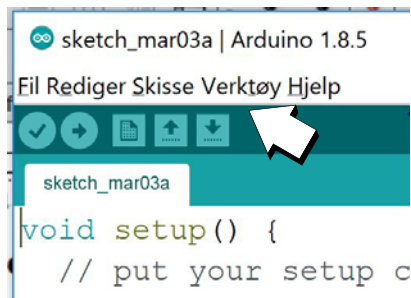 sketch_mar03a | Arduino 1.8.5
Fil Rediger Skisse Verktøy Hjelp
sketch_mar03a
void setup() {
// put your setup c